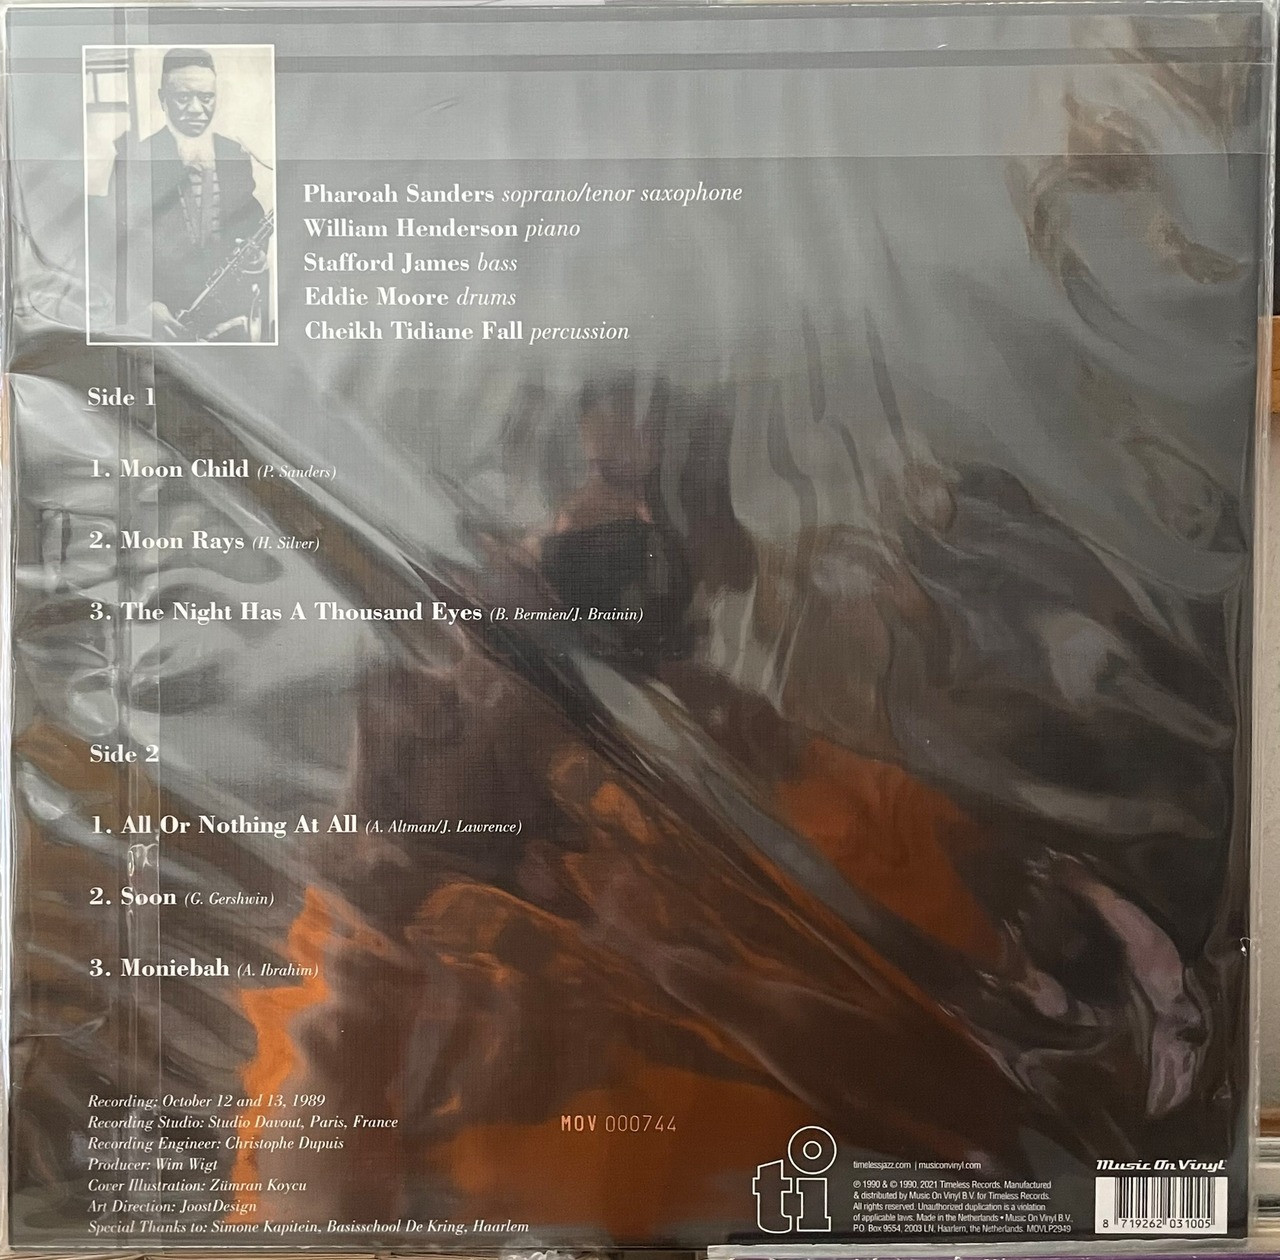 Pharoah Sanders soprano/tenor saxophone
William Henderson piano
Stafford James bass
Eddie Moore drums
Cheikh Tidiane Fall percussion
Side 1
1. Moon Child (P. Sanders)
2. Moon Rays (H. Silver)
3. The Night Has A Thousand Eyes (B. Bermien/J. Brainin)
Side 2
1. All Or Nothing At All (A. Altman/J. Lawrence)
2. Soon (G. Gershwin)
3. Moniebah (A. Ibrahim)
Recording: October 12 and 13, 1989
Recording Studio: Studio Davout, Paris, France
Recording Engineer: Christophe Dupuis
Producer: Wim Wigt
Cover Illustration: Zümran Koycu
Art Direction: JoostDesign
Special Thanks to: Simone Kapitein, Basisschool De Kring, Haarlem
MOV 000744
ti
timelessjazz.com | musiconvinyl.com
℗ 1990 & © 1990, 2021 Timeless Records. Manufactured
& distributed by Music On Vinyl B.V. for Timeless Records.
All rights reserved. Unauthorized duplication is a violation
of applicable laws. Made in the Netherlands • Music On Vinyl B.V.,
P.O. Box 9554, 2003 LN, Haarlem, the Netherlands. MOVLP2949
Music On Vinyl
8 719262 031005